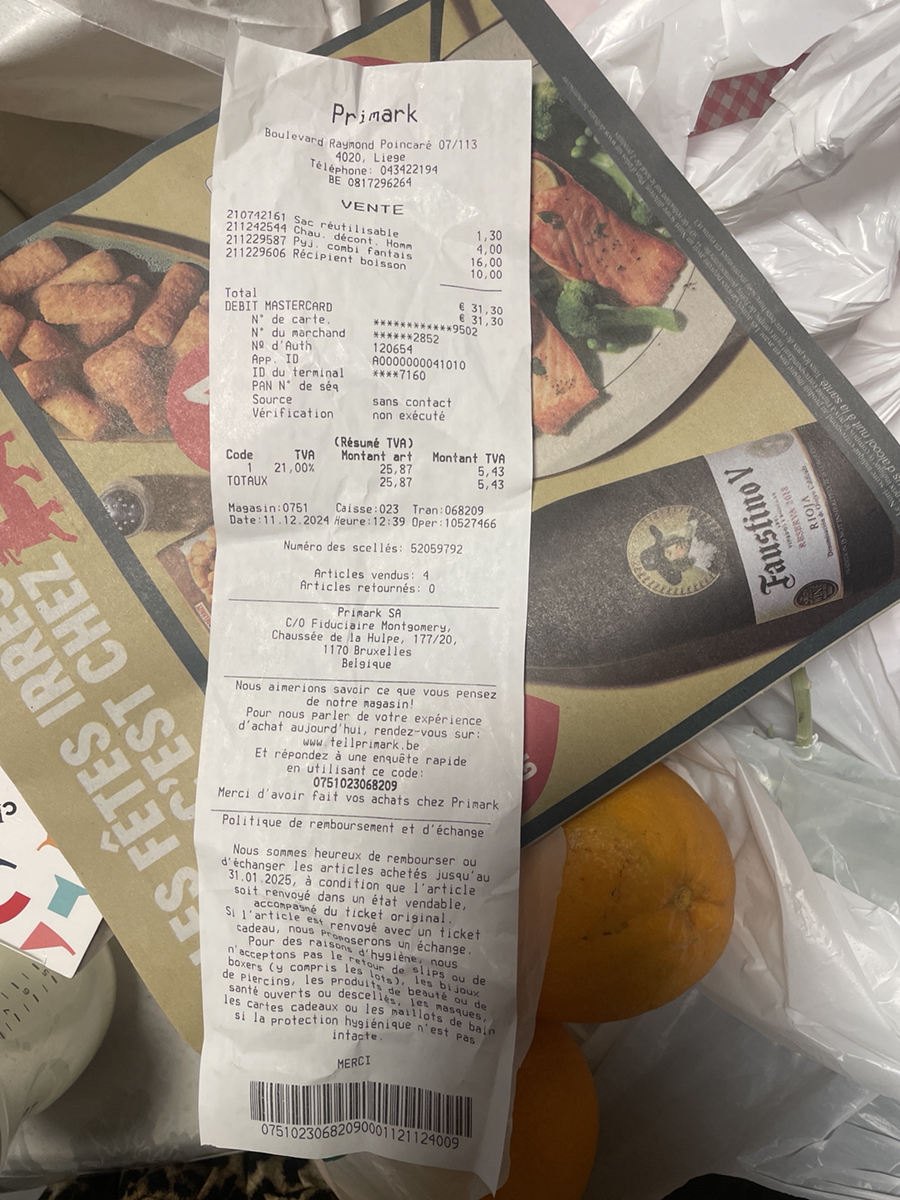 Primark
Boulevard Raymond Poincaré 07/113
4020, Liege
Téléphone: 043422194
BE 0817296264
VENTE
210742161 Sac réutilisable 1,30
211242544 Chau. décont. Homm 4,00
211229587 Pyj. combi fantais 16,00
211229606 Récipient boisson 10,00
Total € 31,30
DEBIT MASTERCARD € 31,30
N° de carte. ************9502
N° du marchand ******2852
Nº d'Auth 120654
App. ID A0000000041010
ID du terminal ****7160
PAN N° de séq
Source sans contact
Vérification non exécuté
(Résumé TVA)
Code TVA Montant art Montant TVA
1 21,00% 25,87 5,43
TOTAUX 25,87 5,43
Magasin:0751 Caisse:023 Tran:068209
Date:11.12.2024 Heure:12:39 Oper:10527466
Numéro des scellés: 52059792
Articles vendus: 4
Articles retournés: 0
Primark SA
C/O Fiduciaire Montgomery,
Chaussée de la Hulpe, 177/20,
1170 Bruxelles
Belgique
Nous aimerions savoir ce que vous pensez
de notre magasin!
Pour nous parler de votre expérience
d'achat aujourd'hui, rendez-vous sur:
www.tellprimark.be
Et répondez à une enquête rapide
en utilisant ce code:
0751023068209
Merci d'avoir fait vos achats chez Primark
Politique de remboursement et d'échange
Nous sommes heureux de rembourser ou
d'échanger les articles achetés jusqu'au
31.01.2025, à condition que l'article
soit renvoyé dans un état vendable,
accompagné du ticket original.
Si l'article est renvoyé avec un ticket
cadeau, nous proposerons un échange.
Pour des raisons d'hygiène, nous
n'acceptons pas le retour de slips ou de
boxers (y compris les lots), les bijoux
de piercing, les produits de beauté ou de
santé ouverts ou descellés, les masques,
les cartes cadeaux ou les maillots de bain
si la protection hygiénique n'est pas
intacte.
MERCI
07510230682090001121124009
Faustino V
RESERVA 2018
RIOJA
FÊTES
C'EST CHEZ